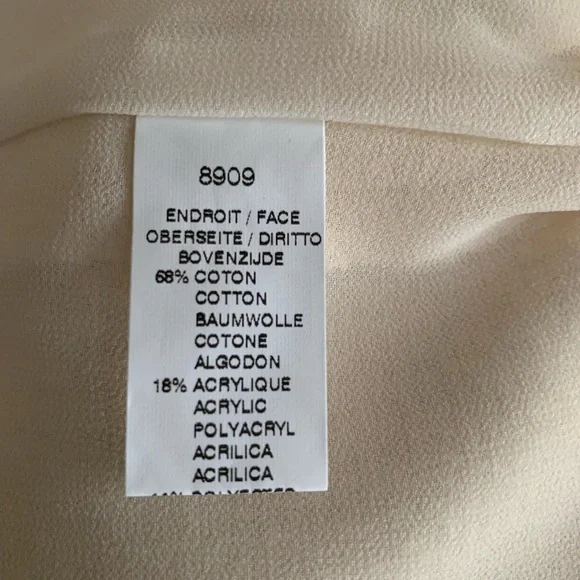 8909
ENDROIT / FACE
OBERSEITE / DIRITTO
BOVENZIJDE
68% COTON
COTTON
BAUMWOLLE
COTONE
ALGODON
18% ACRYLIQUE
ACRYLIC
POLYACRYL
ACRILICA
ACRILICA